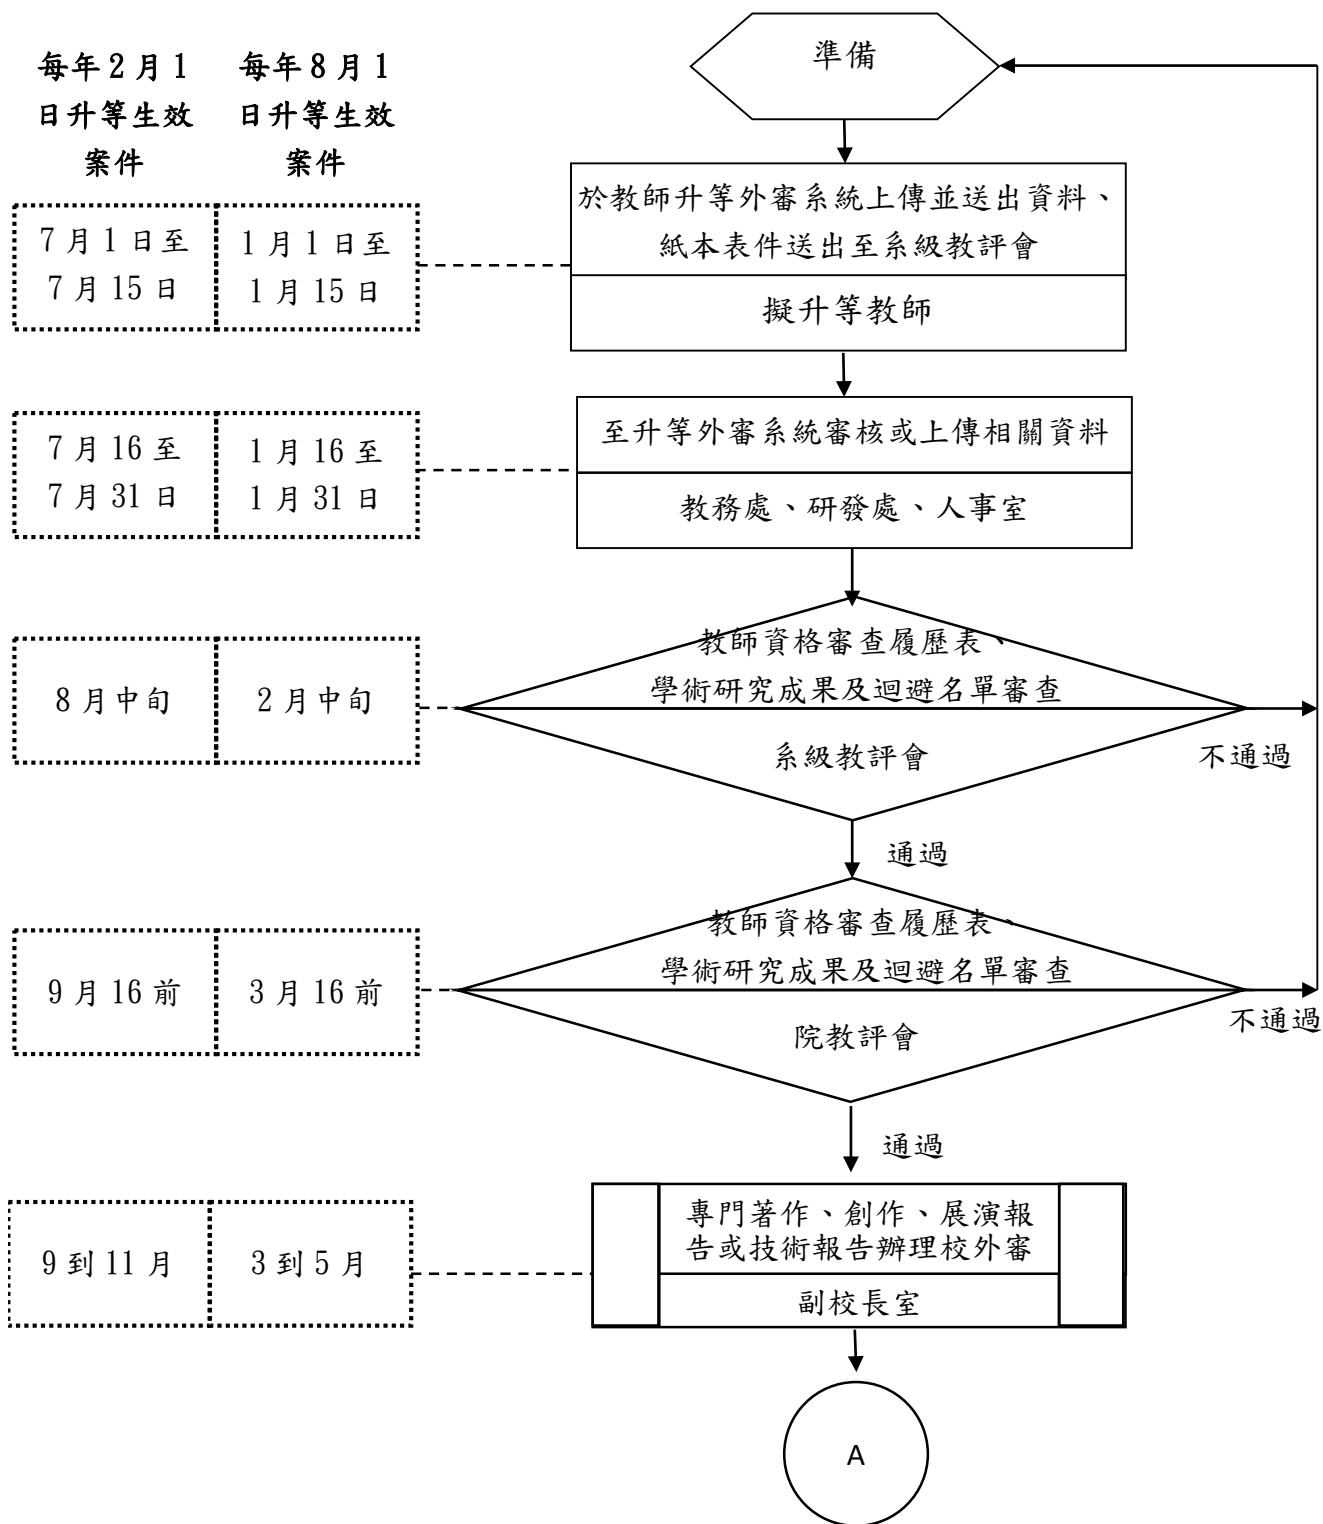 準備
每年2月1
日升等生效
案件
每年8月1
日升等生效
案件
7月1日至
7月15日
1月1日至
1月15日
於教師升等外審系統上傳並送出資料、
紙本表件送出至系級教評會
擬升等教師
7月16至
7月31日
1月16至
1月31日
至升等外審系統審核或上傳相關資料
教務處、研發處、人事室
8月中旬
2月中旬
教師資格審查履歷表、
學術研究成果及迴避名單審查
系級教評會
不通過
通過
9月16前
3月16前
教師資格審查履歷表、
學術研究成果及迴避名單審查
院教評會
不通過
通過
9到11月
3到5月
專門著作、創作、展演報
告或技術報告辦理校外審
副校長室
A